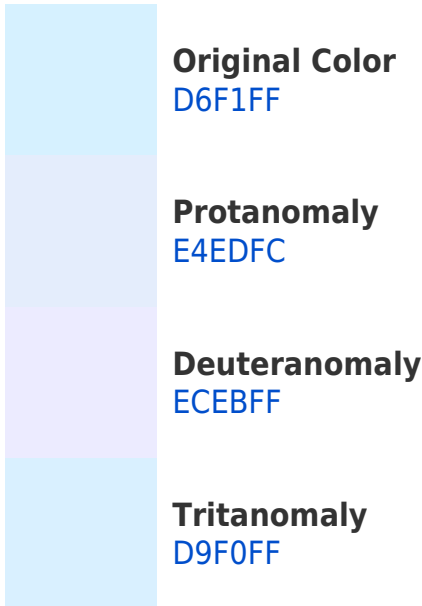 Original Color
D6F1FF
Protanomaly
E4EDFC
Deuteranomaly
ECEBFF
Tritanomaly
D9F0FF